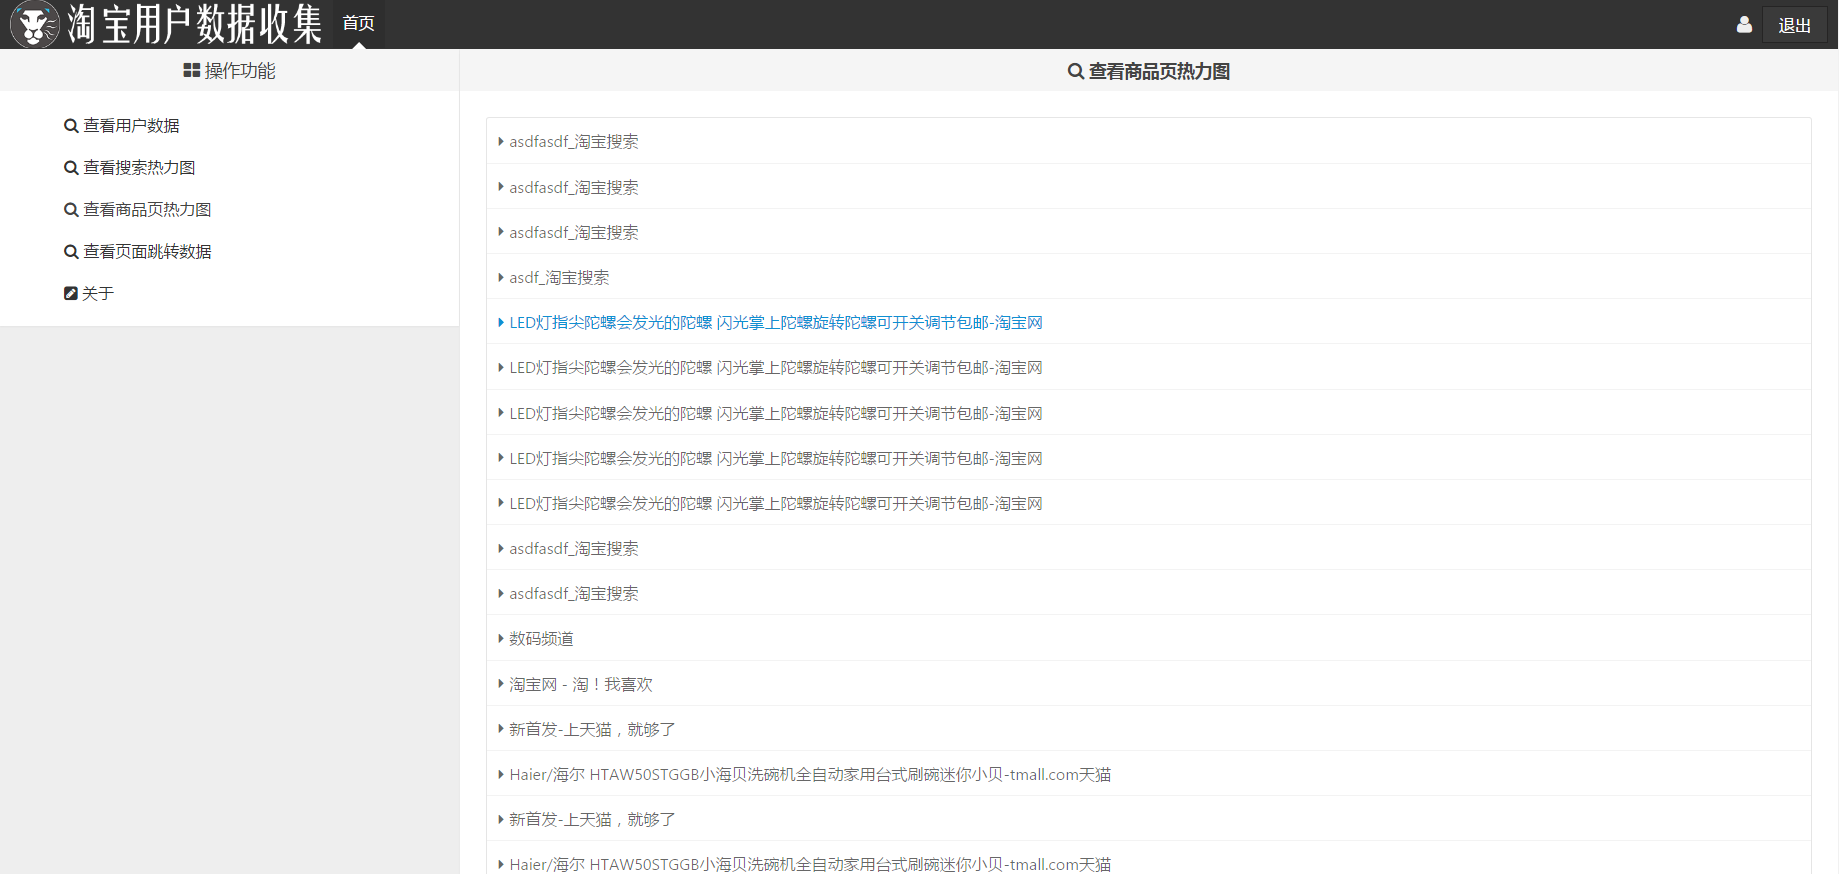 淘宝用户数据收集
首页
退出
操作功能
查看用户数据
查看搜索热力图
查看商品页热力图
查看页面跳转数据
关于
查看商品页热力图
asdfasdf_淘宝搜索
asdfasdf_淘宝搜索
asdfasdf_淘宝搜索
asdf_淘宝搜索
LED灯指尖陀螺会发光的陀螺 闪光掌上陀螺旋转陀螺可开关调节包邮-淘宝网
LED灯指尖陀螺会发光的陀螺 闪光掌上陀螺旋转陀螺可开关调节包邮-淘宝网
LED灯指尖陀螺会发光的陀螺 闪光掌上陀螺旋转陀螺可开关调节包邮-淘宝网
LED灯指尖陀螺会发光的陀螺 闪光掌上陀螺旋转陀螺可开关调节包邮-淘宝网
LED灯指尖陀螺会发光的陀螺 闪光掌上陀螺旋转陀螺可开关调节包邮-淘宝网
asdfasdf_淘宝搜索
asdfasdf_淘宝搜索
数码频道
淘宝网 - 淘！我喜欢
新首发-上天猫，就够了
Haier/海尔 HTAW50STGGB小海贝洗碗机全自动家用台式刷碗迷你小贝-tmall.com天猫
新首发-上天猫，就够了
Haier/海尔 HTAW50STGGB小海贝洗碗机全自动家用台式刷碗迷你小贝-tmall.com天猫